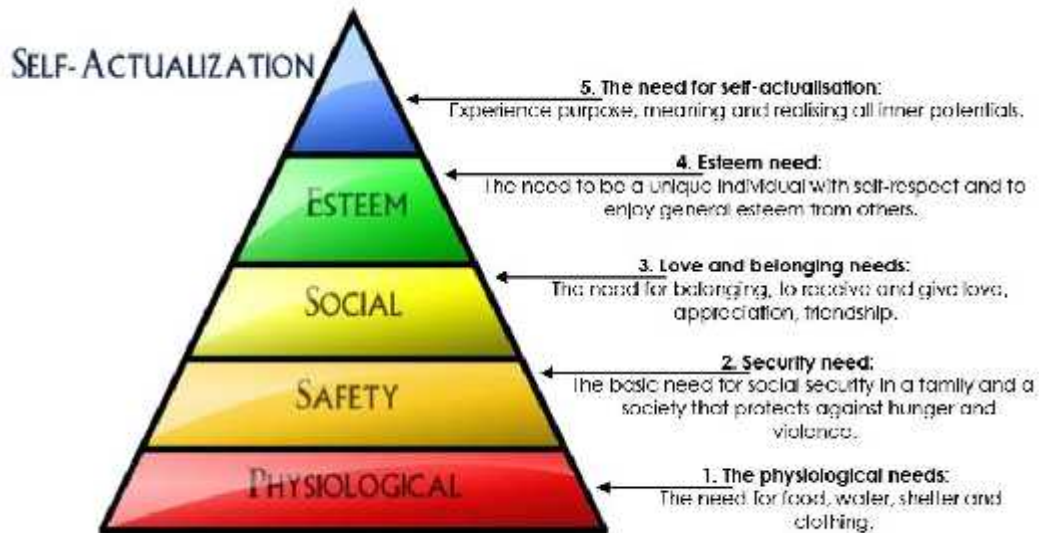 SELF-ACTUALIZATION
5. The need for self-actualisation:
Experience purpose, meaning and realising all inner potentials.
4. Esteem need:
The need to be a unique individual with self-respect and to
enjoy general esteem from others.
ESTEEM
3. Love and belonging needs:
The need for belonging, to receive and give love,
appreciation, friendship.
SOCIAL
2. Security need:
The basic need for social security in a family and a
society that protects against hunger and
violence.
SAFETY
1. The physiological needs:
The need for food, water, shelter and
clothing.
PHYSIOLOGICAL